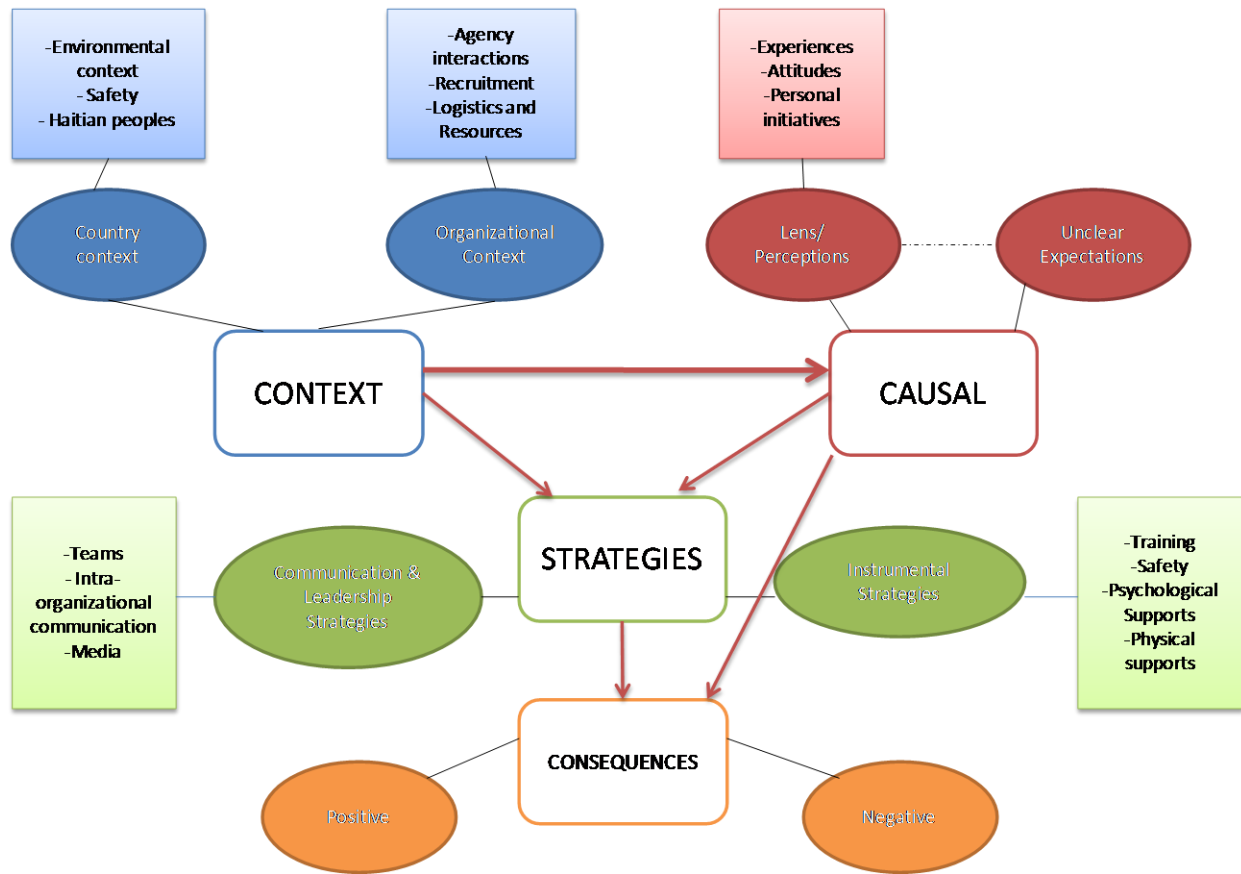 -Environmental
context
- Safety
- Haitian peoples
-Agency
interactions
-Recruitment
-Logistics and
Resources
-Experiences
-Attitudes
-Personal
initiatives
Country
context
Organizational
Context
Lens/
Perceptions
Unclear
Expectations
CONTEXT
CAUSAL
-Teams
- Intra-
organizational
communication
-Media
Communication &
Leadership
Strategies
STRATEGIES
Instrumental
Strategies
-Training
-Safety
-Psychological
Supports
-Physical
supports
CONSEQUENCES
Positive
Negative